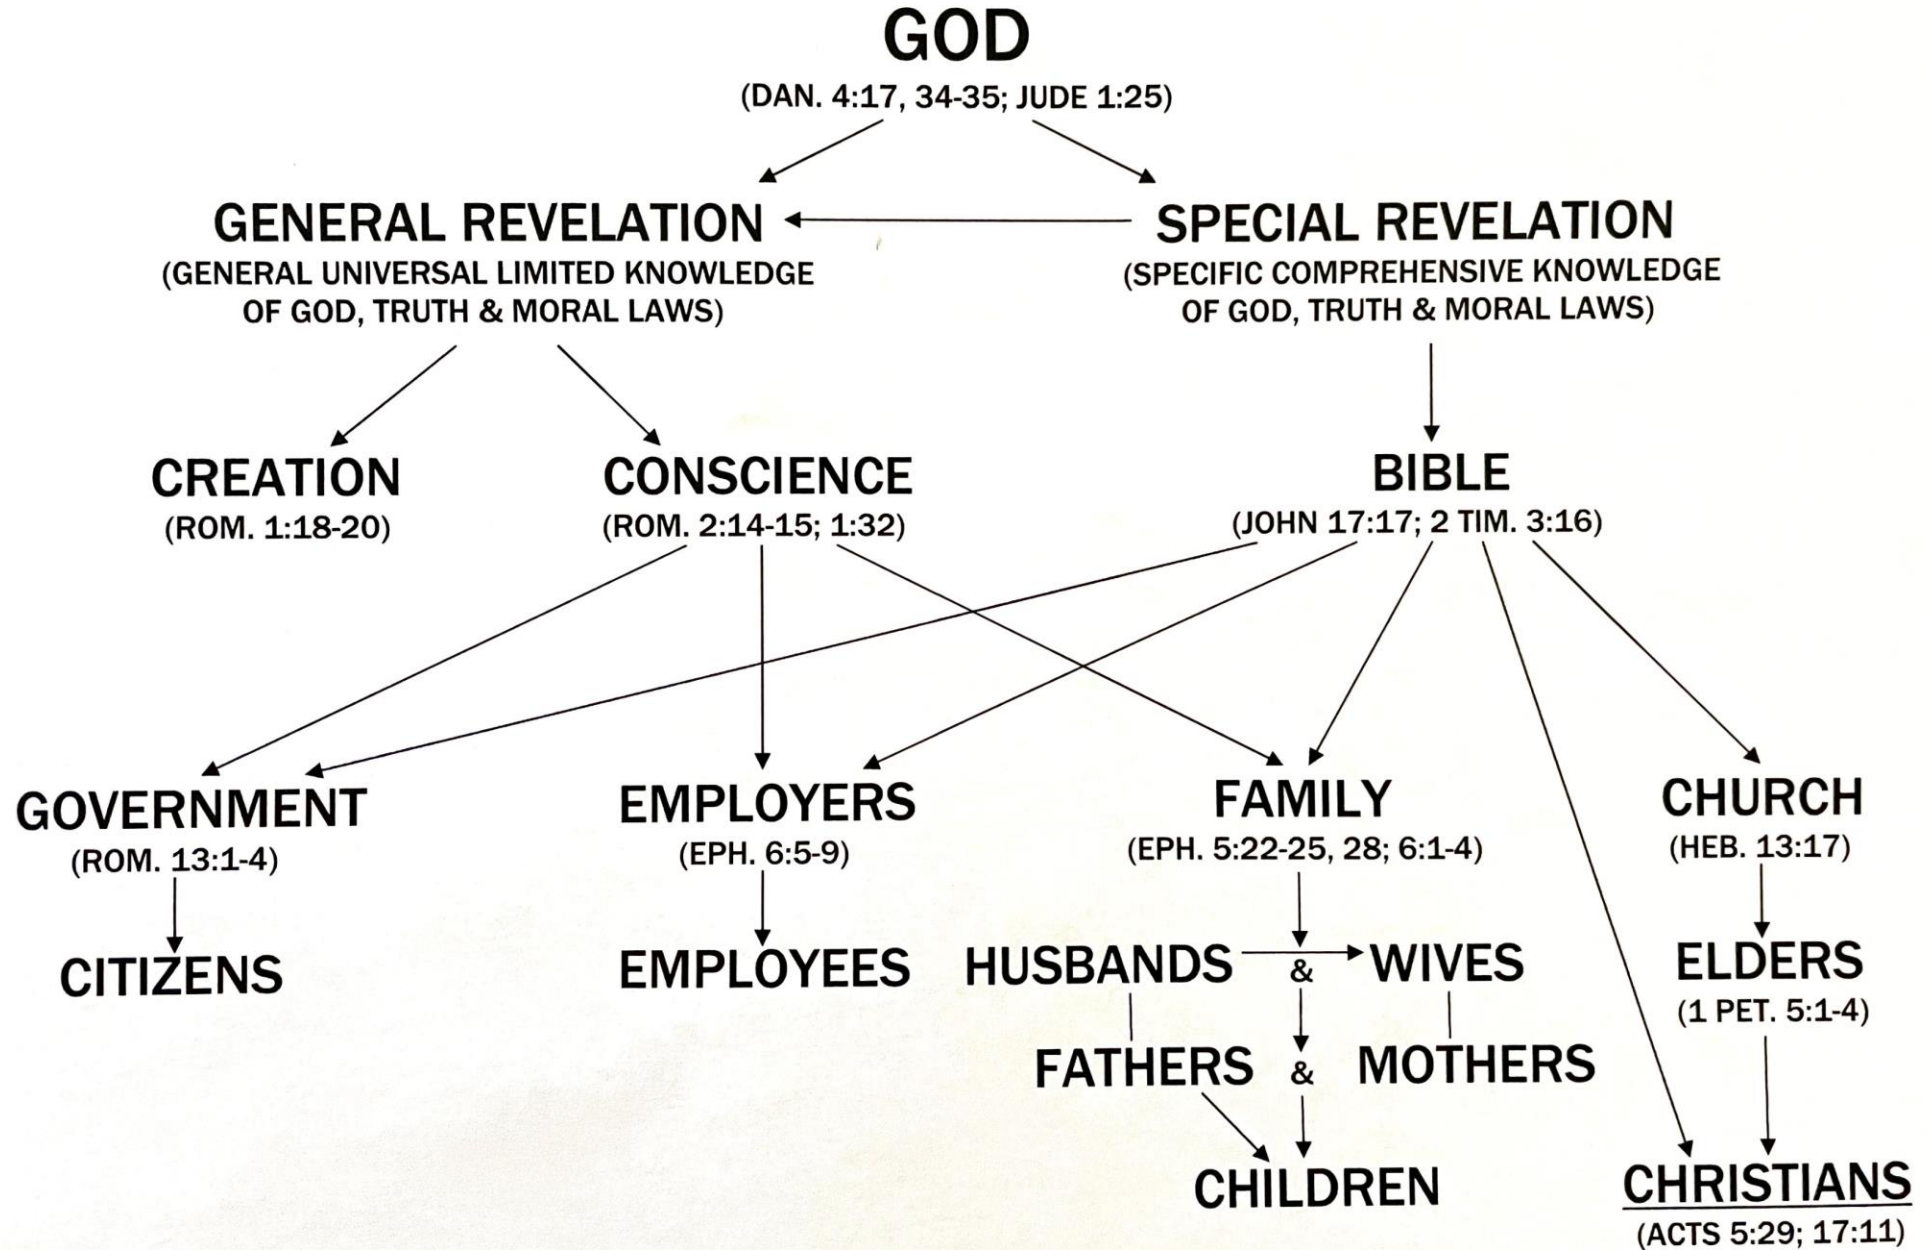 GOD
(DAN. 4:17, 34-35; JUDE 1:25)
GENERAL REVELATION
(GENERAL UNIVERSAL LIMITED KNOWLEDGE
OF GOD, TRUTH & MORAL LAWS)
SPECIAL REVELATION
(SPECIFIC COMPREHENSIVE KNOWLEDGE
OF GOD, TRUTH & MORAL LAWS)
CREATION
(ROM. 1:18-20)
CONSCIENCE
(ROM. 2:14-15; 1:32)
BIBLE
(JOHN 17:17; 2 TIM. 3:16)
GOVERNMENT
(ROM. 13:1-4)
CITIZENS
EMPLOYERS
(EPH. 6:5-9)
EMPLOYEES
FAMILY
(EPH. 5:22-25, 28; 6:1-4)
HUSBANDS & WIVES
FATHERS & MOTHERS
CHILDREN
CHURCH
(HEB. 13:17)
ELDERS
(1 PET. 5:1-4)
CHRISTIANS
(ACTS 5:29; 17:11)